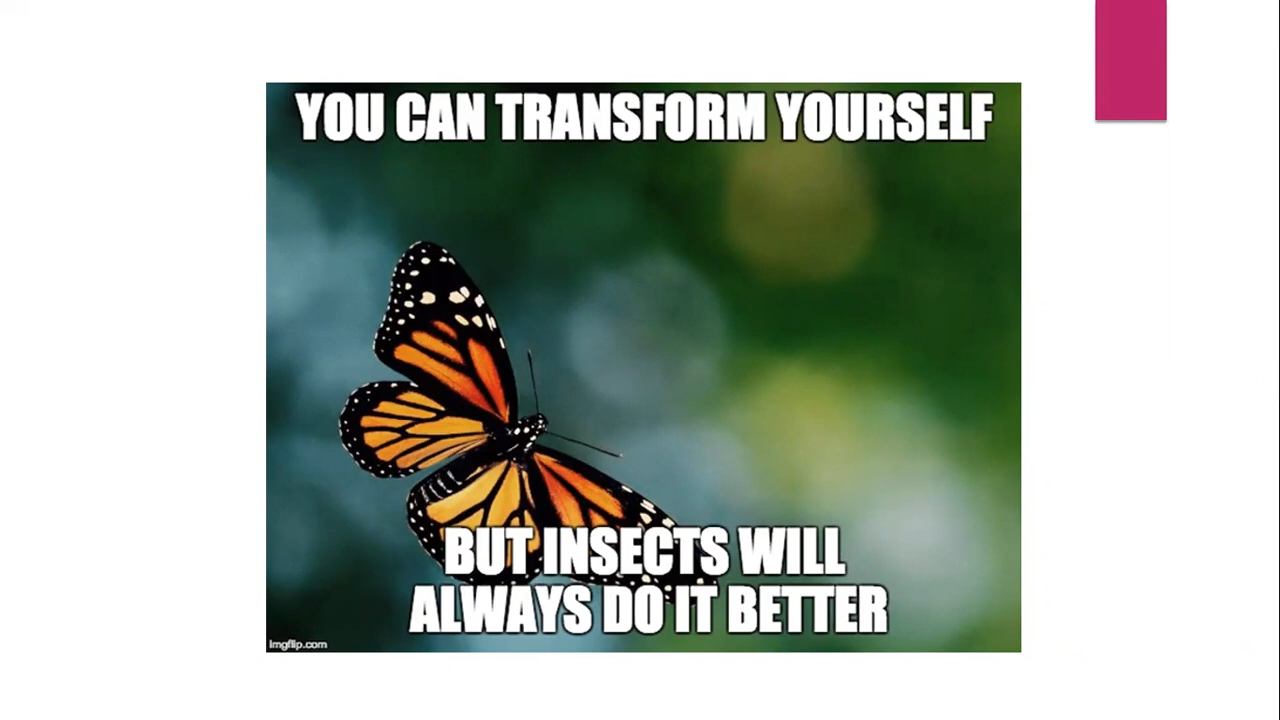 YOU CAN TRANSFORM YOURSELF
BUT INSECTS WILL
ALWAYS DO IT BETTER
imgflip.com